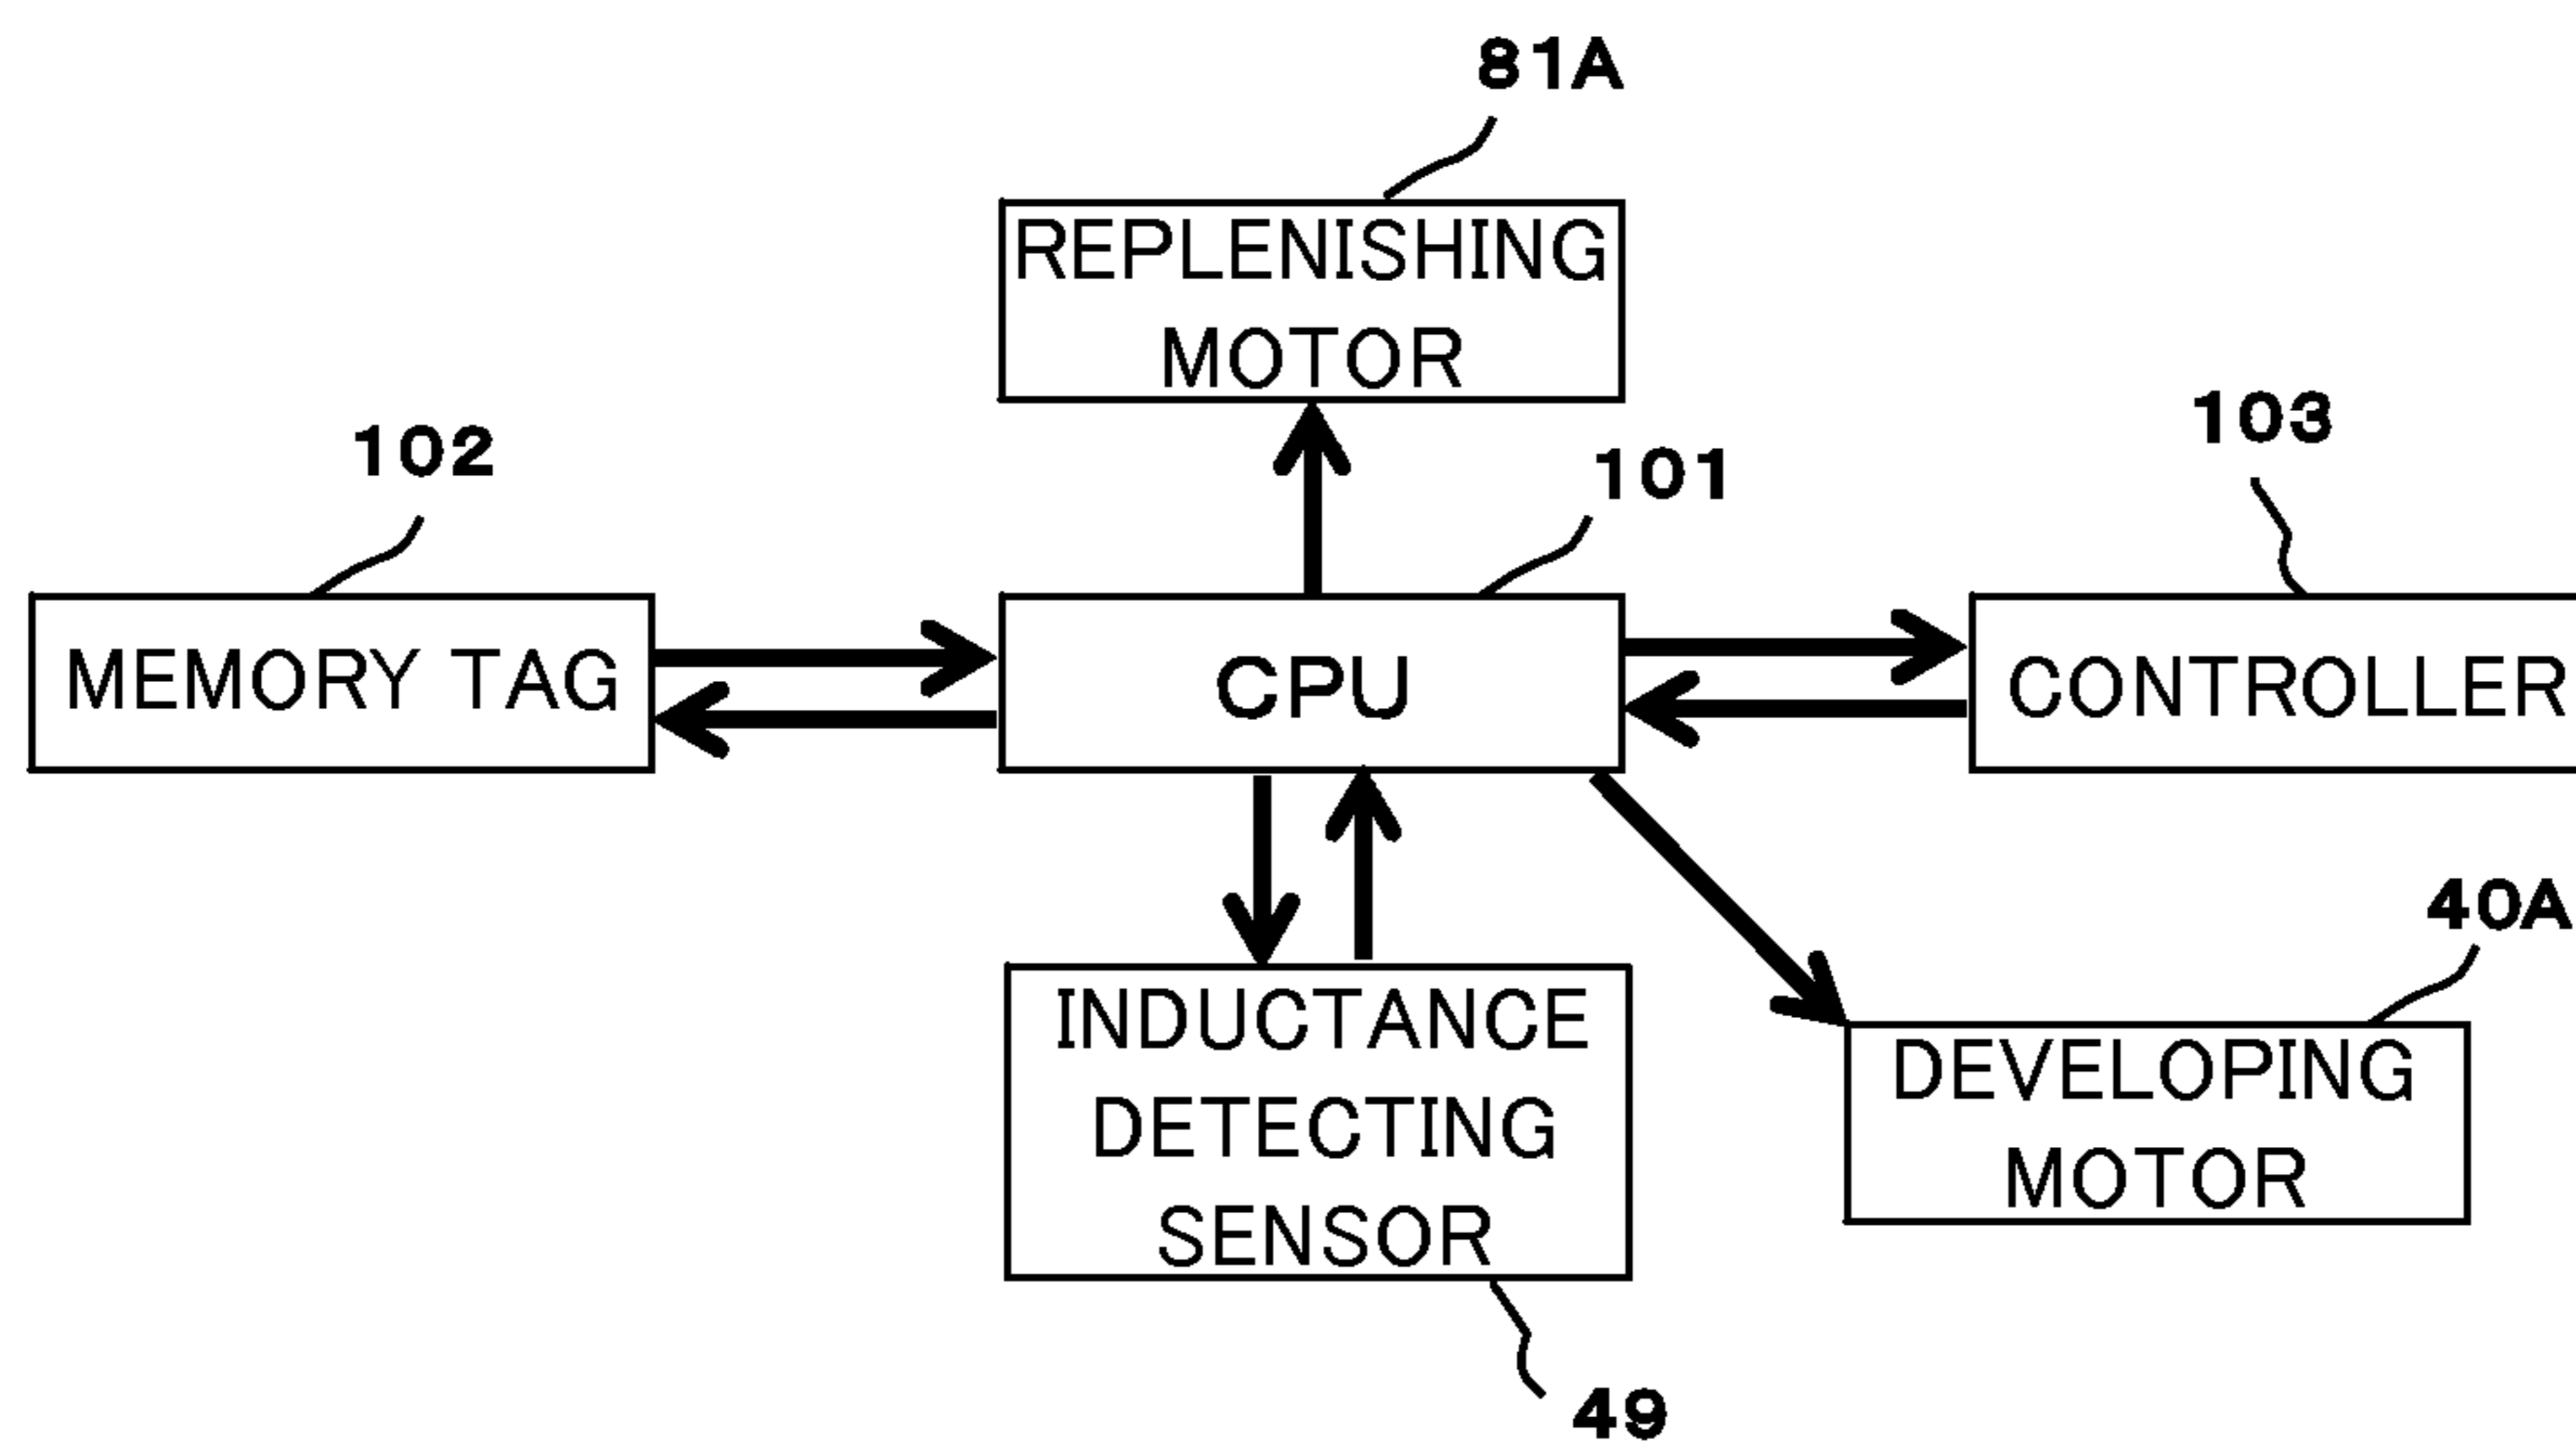 81A
REPLENISHING
MOTOR
102
101
103
MEMORY TAG
CPU
CONTROLLER
40A
INDUCTANCE
DETECTING
SENSOR
DEVELOPING
MOTOR
49